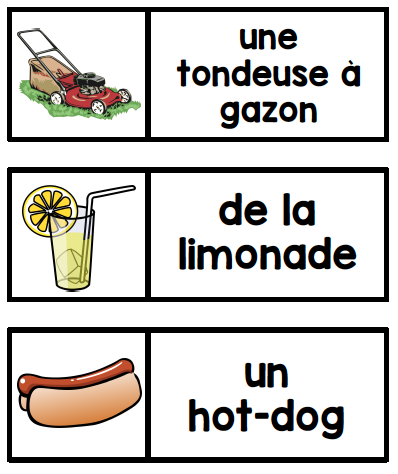 une
tondeuse à
gazon
de la
limonade
un
hot-dog